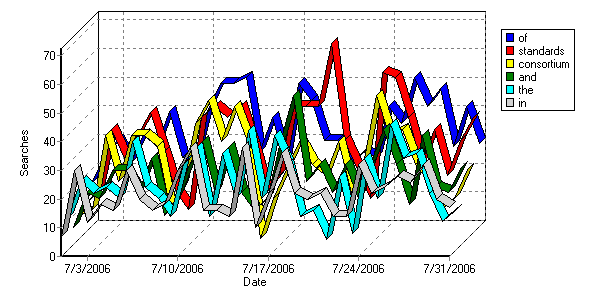 70
60
50
40
30
20
10
0
Searches
7/3/2006
7/10/2006
7/17/2006
7/24/2006
7/31/2006
Date
of
standards
consortium
and
the
in